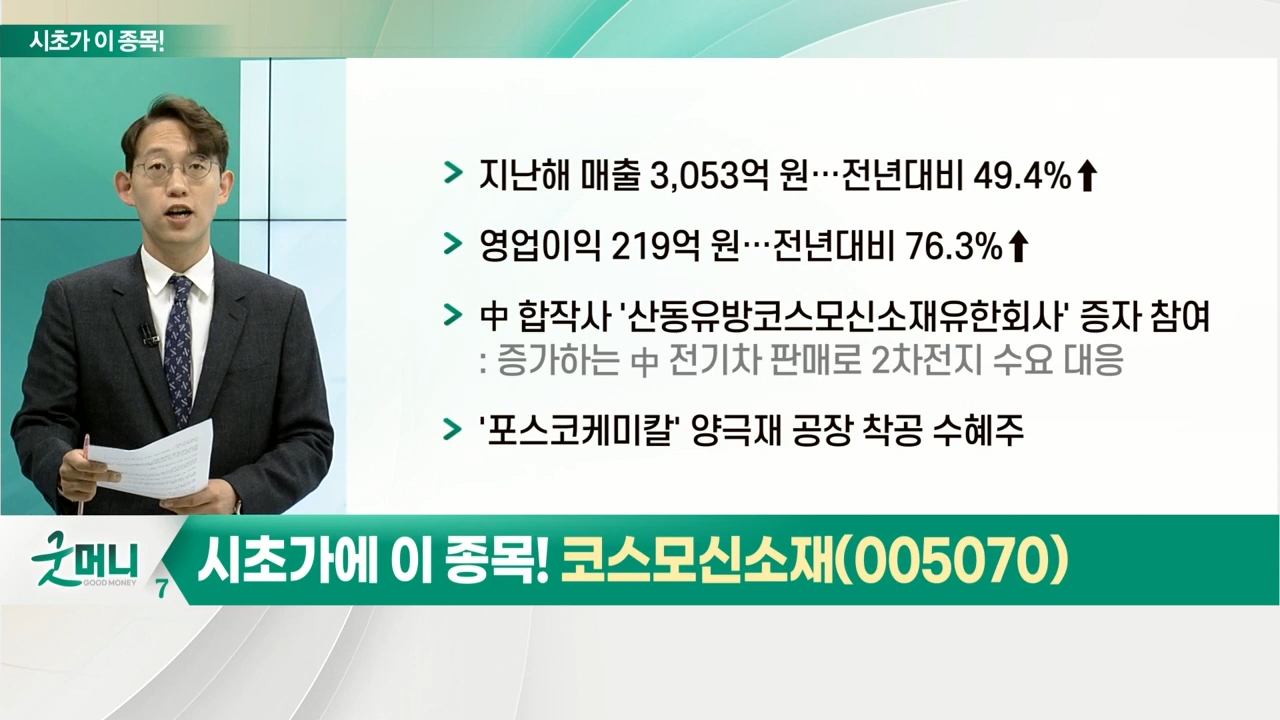 시초가 이 종목!
> 지난해 매출 3,053억 원…전년대비 49.4%⬆
> 영업이익 219억 원…전년대비 76.3%⬆
> 中 합작사 '산동유방코스모신소재유한회사' 증자 참여
: 증가하는 中 전기차 판매로 2차전지 수요 대응
> '포스코케미칼' 양극재 공장 착공 수혜주
굿머니
GOOD MONEY
7
시초가에 이 종목! 코스모신소재(005070)